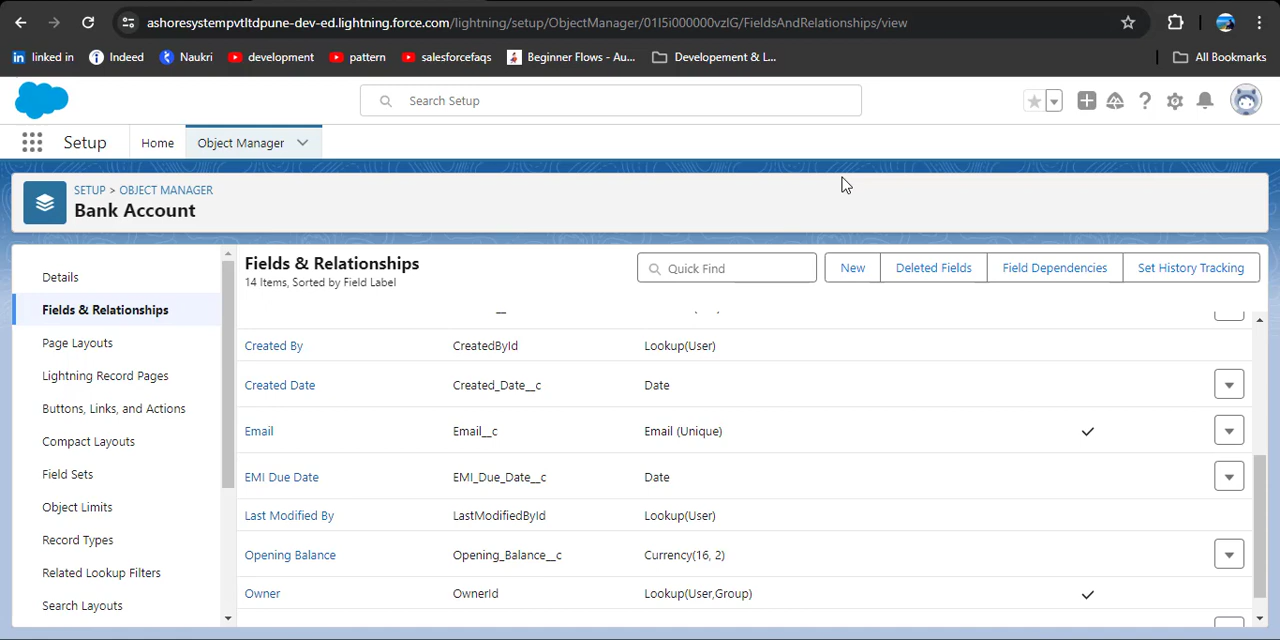 ashoresystempvtltdpune-dev-ed.lightning.force.com/lightning/setup/ObjectManager/01I5i000000vzlG/FieldsAndRelationships/view
linked in Indeed Naukri development pattern salesforcefaqs Beginner Flows - Au... Developement & L... All Bookmarks
Search Setup
Setup Home Object Manager
SETUP > OBJECT MANAGER
Bank Account
Details
Fields & Relationships
Page Layouts
Lightning Record Pages
Buttons, Links, and Actions
Compact Layouts
Field Sets
Object Limits
Record Types
Related Lookup Filters
Search Layouts
Fields & Relationships
14 Items, Sorted by Field Label
Quick Find New Deleted Fields Field Dependencies Set History Tracking
Created By CreatedById Lookup(User)
Created Date Created_Date__c Date
Email Email__c Email (Unique)
EMI Due Date EMI_Due_Date__c Date
Last Modified By LastModifiedById Lookup(User)
Opening Balance Opening_Balance__c Currency(16, 2)
Owner OwnerId Lookup(User,Group)